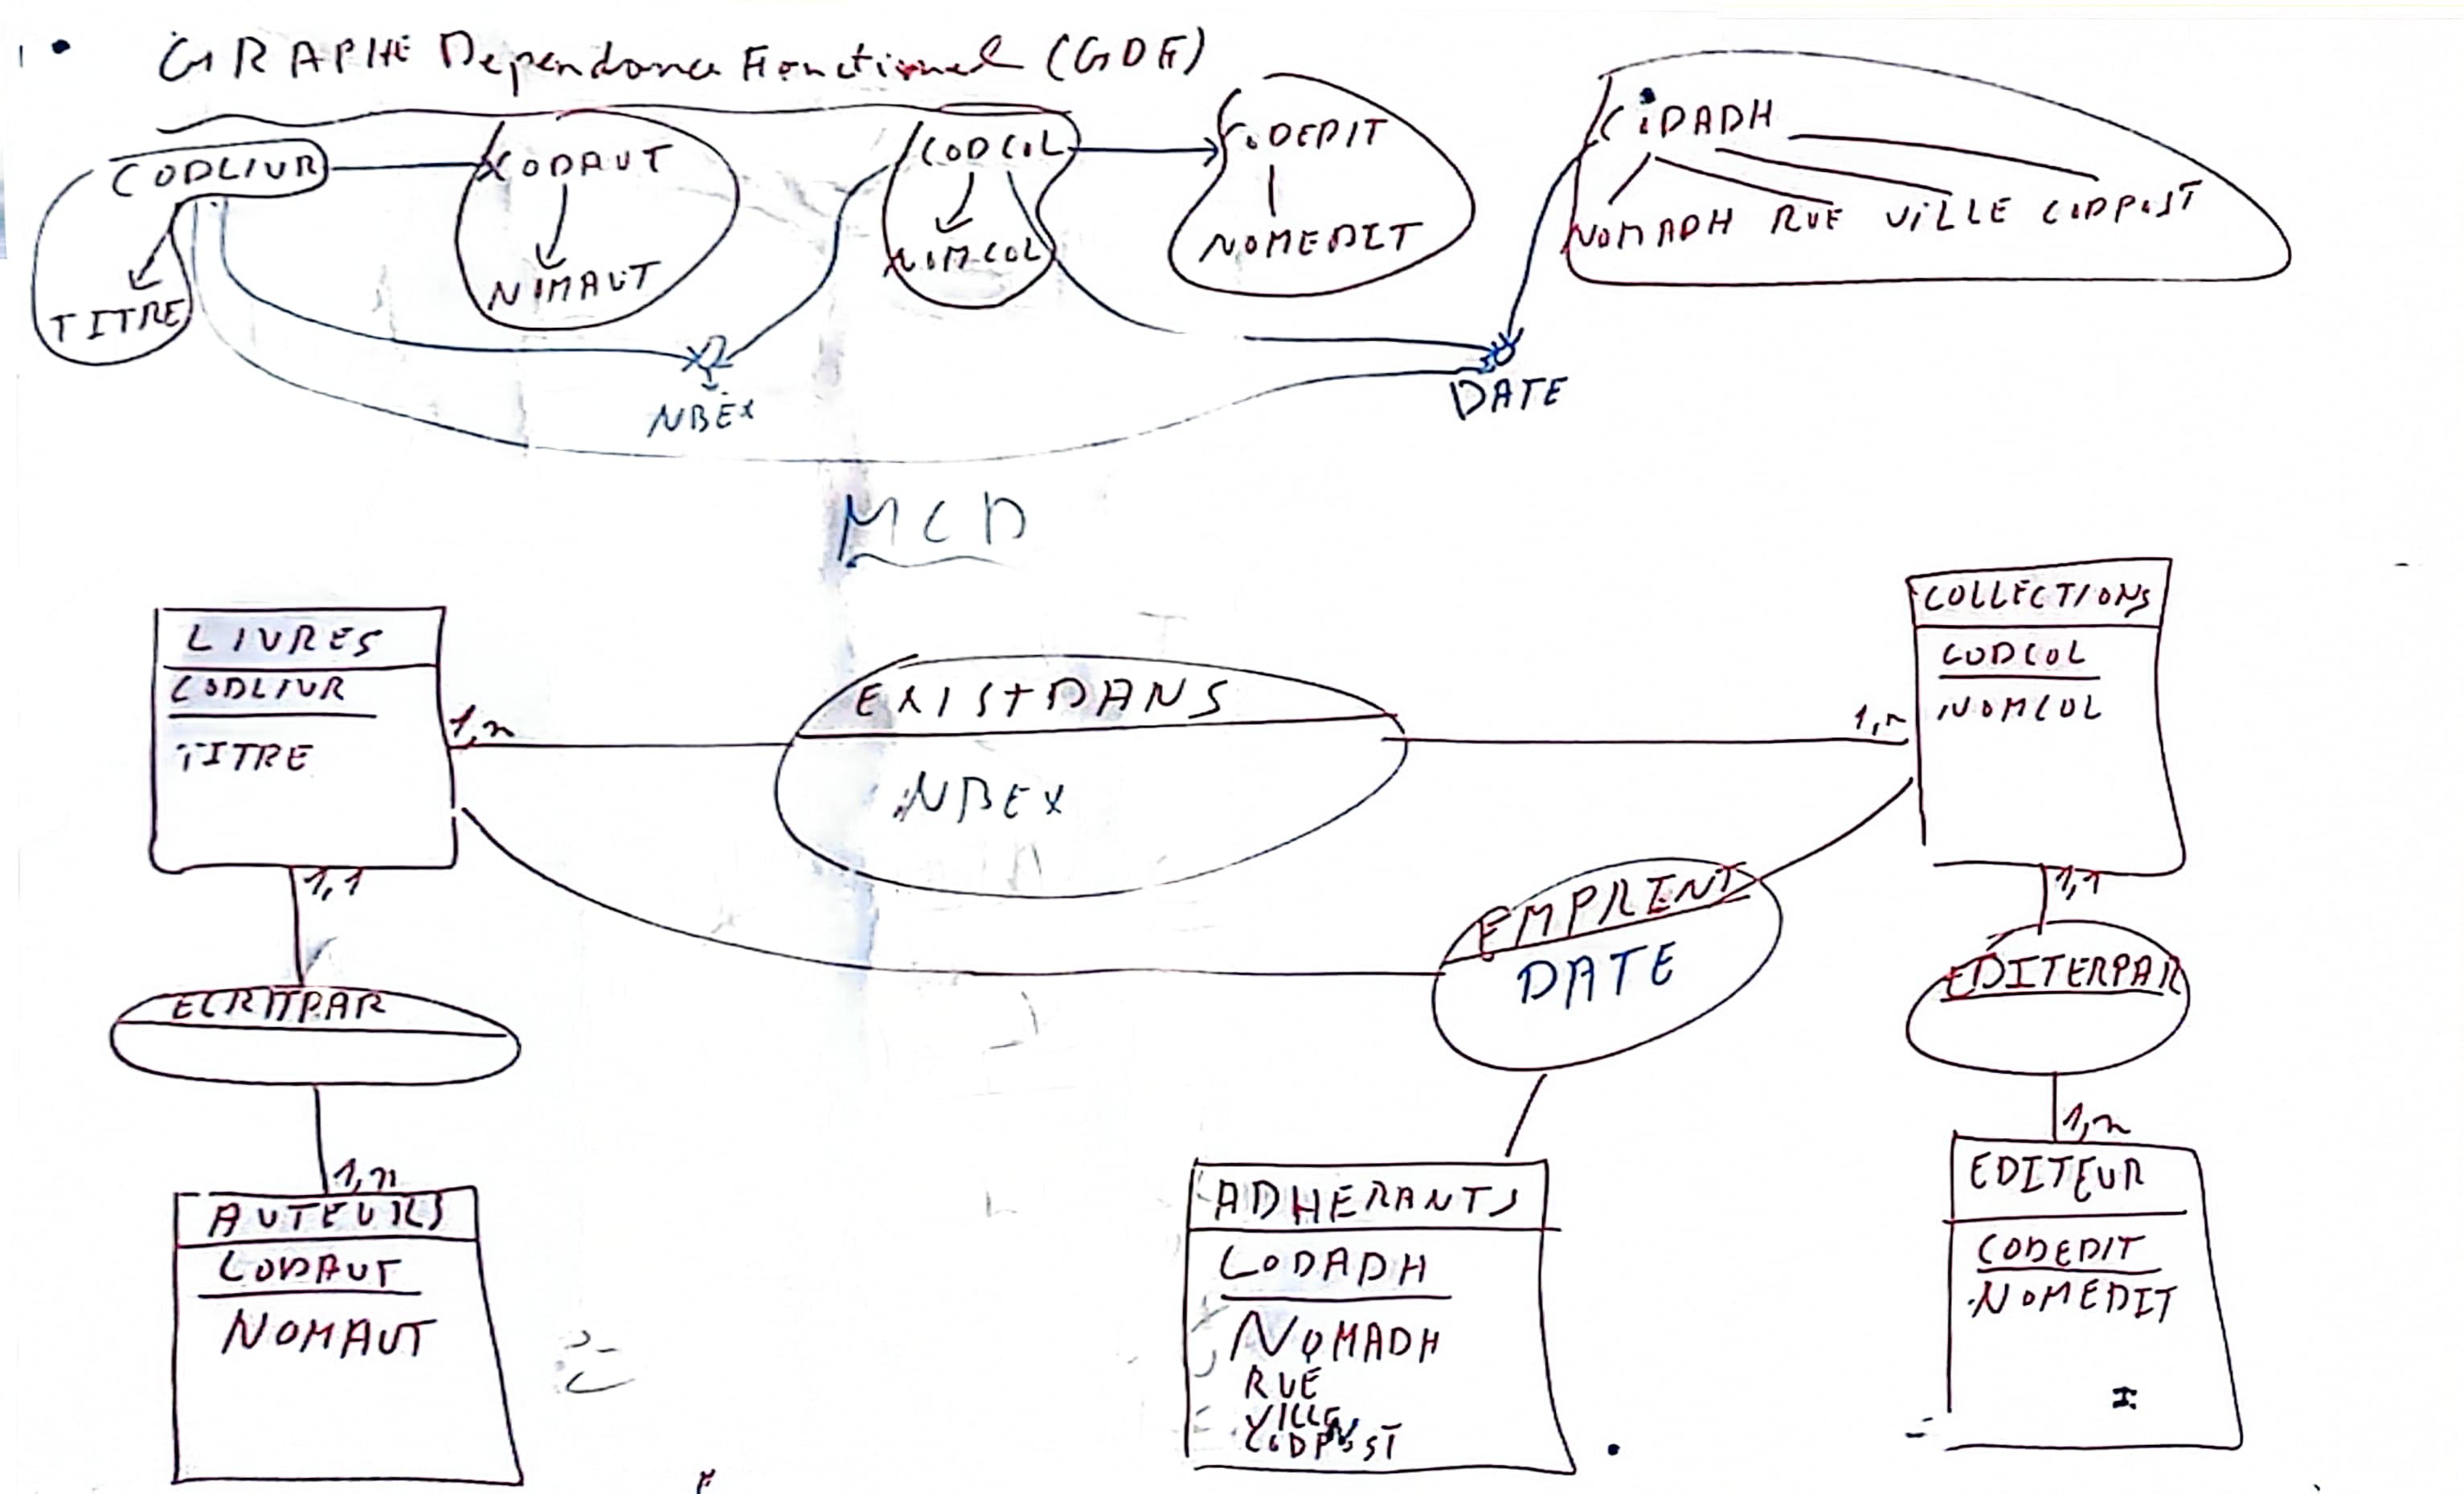 1. GRAPHE Dependance Fonctionnel (GDF)
CODLIVR CODAUT CODCOL CODEDIT CODADH
TITRE NOMAUT NOMCOL NOMEDIT NOMADH RUE VILLE CODPOST
NBEX DATE
MCD
LIVRES
CODLIVR
TITRE
1,n
EXISTDANS
NBEX
1,n
COLLECTIONS
CODCOL
NOMCOL
1,1
ECRITPAR
1,n
AUTEURS
CODAUT
NOMAUT
EMPRENT
DATE
ADHERANTS
CODADH
NOMADH
RUE
VILLE
CODPOST
1,1
EDITERPAR
1,n
EDITEUR
CODEDIT
NOMEDIT